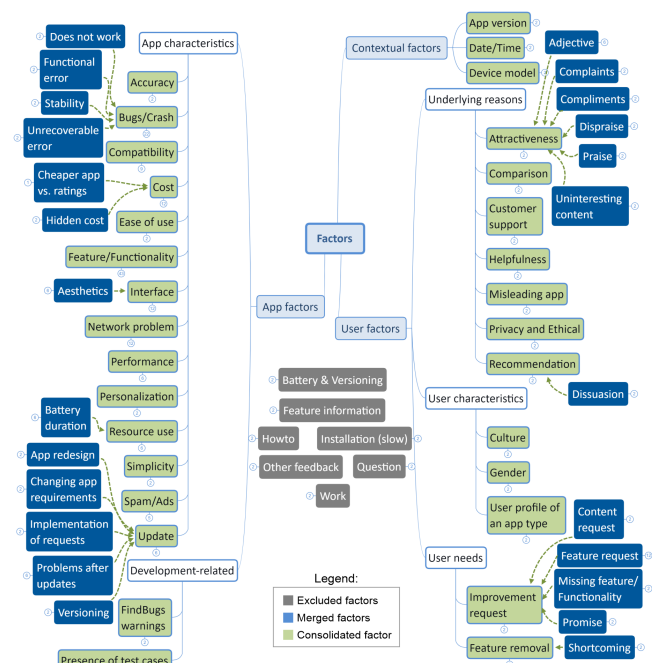 Does not work
App characteristics
Functional
error
Accuracy
Stability
Bugs/Crash
Unrecoverable
error
Compatibility
Cheaper app
vs. ratings
Cost
Hidden cost
Ease of use
Feature/Functionality
Aesthetics
Interface
Network problem
Performance
Personalization
Battery
duration
Resource use
App redesign
Simplicity
Changing app
requirements
Spam/Ads
Implementation
of requests
Update
Problems after
updates
Development-related
Versioning
FindBugs
warnings
Presence of test cases
Factors
App factors
Contextual factors
App version
Date/Time
Device model
User factors
Underlying reasons
Adjective
Complaints
Compliments
Dispraise
Attractiveness
Praise
Uninteresting
content
Comparison
Customer
support
Helpfulness
Misleading app
Privacy and Ethical
Recommendation
Dissuasion
User characteristics
Culture
Gender
User profile of
an app type
User needs
Content
request
Feature request
Missing feature/
Functionality
Improvement
request
Promise
Feature removal
Shortcoming
Battery & Versioning
Feature information
Howto
Installation (slow)
Other feedback
Question
Work
Legend:
Excluded factors
Merged factors
Consolidated factor